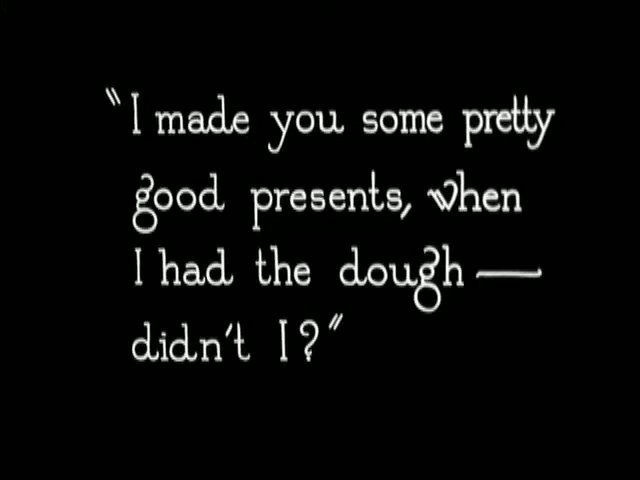 "I made you some pretty
good presents, when
I had the dough—
didn't I?"